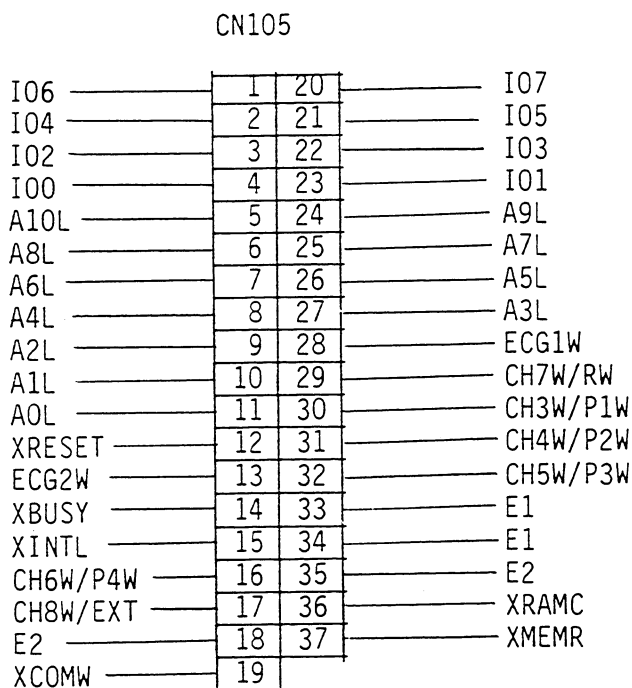 CN105
IO6 1 20 IO7
IO4 2 21 IO5
IO2 3 22 IO3
IO0 4 23 IO1
A10L 5 24 A9L
A8L 6 25 A7L
A6L 7 26 A5L
A4L 8 27 A3L
A2L 9 28 ECG1W
A1L 10 29 CH7W/RW
A0L 11 30 CH3W/P1W
XRESET 12 31 CH4W/P2W
ECG2W 13 32 CH5W/P3W
XBUSY 14 33 E1
XINTL 15 34 E1
CH6W/P4W 16 35 E2
CH8W/EXT 17 36 XRAMC
E2 18 37 XMEMR
XCOMW 19